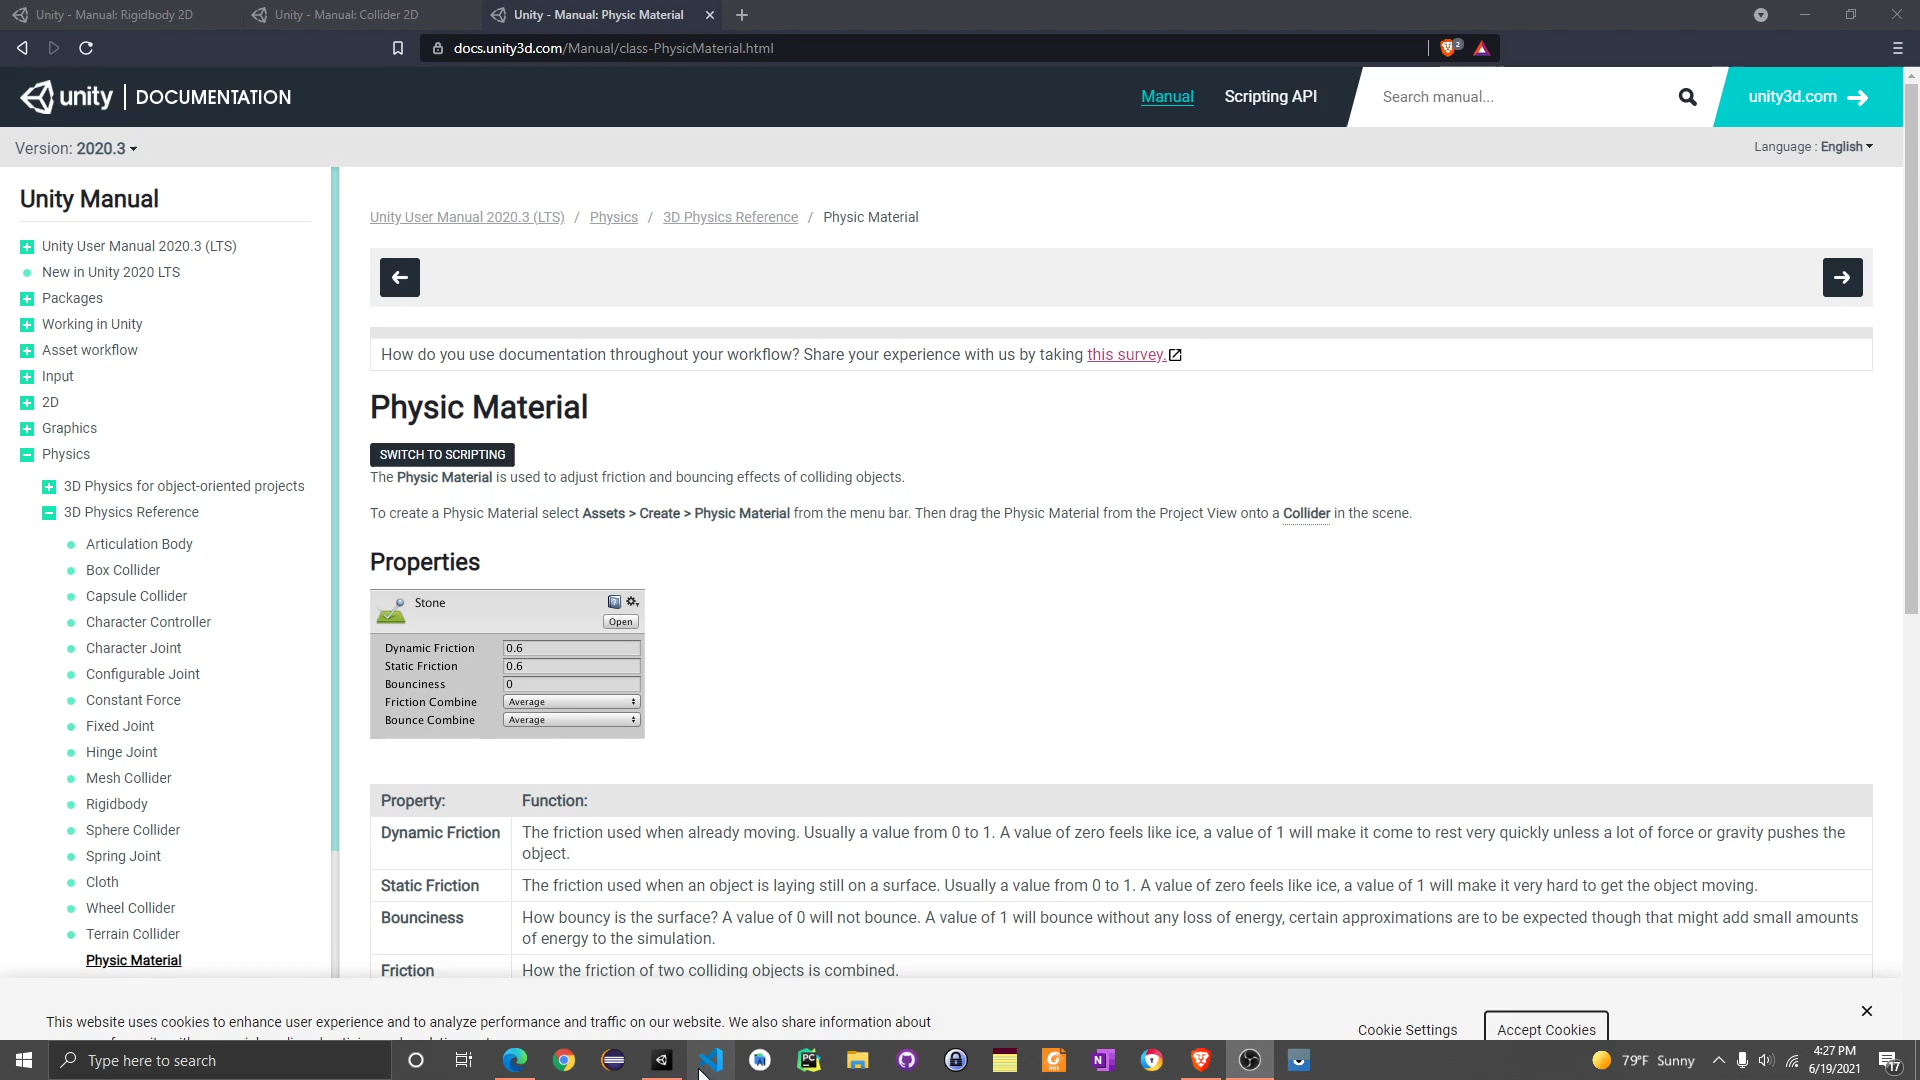 Unity - Manual: Rigidbody 2D
Unity - Manual: Collider 2D
Unity - Manual: Physic Material
docs.unity3d.com/Manual/class-PhysicMaterial.html
2
unity | DOCUMENTATION
Manual
Scripting API
Search manual...
unity3d.com
Version: 2020.3
Language : English
Unity Manual
Unity User Manual 2020.3 (LTS)
New in Unity 2020 LTS
Packages
Working in Unity
Asset workflow
Input
2D
Graphics
Physics
3D Physics for object-oriented projects
3D Physics Reference
Articulation Body
Box Collider
Capsule Collider
Character Controller
Character Joint
Configurable Joint
Constant Force
Fixed Joint
Hinge Joint
Mesh Collider
Rigidbody
Sphere Collider
Spring Joint
Cloth
Wheel Collider
Terrain Collider
Physic Material
Unity User Manual 2020.3 (LTS) / Physics / 3D Physics Reference / Physic Material
How do you use documentation throughout your workflow? Share your experience with us by taking this survey.
Physic Material
SWITCH TO SCRIPTING
The Physic Material is used to adjust friction and bouncing effects of colliding objects.
To create a Physic Material select Assets > Create > Physic Material from the menu bar. Then drag the Physic Material from the Project View onto a Collider in the scene.
Properties
Stone
Open
Dynamic Friction 0.6
Static Friction 0.6
Bounciness 0
Friction Combine Average
Bounce Combine Average
Property: Function:
Dynamic Friction The friction used when already moving. Usually a value from 0 to 1. A value of zero feels like ice, a value of 1 will make it come to rest very quickly unless a lot of force or gravity pushes the
object.
Static Friction The friction used when an object is laying still on a surface. Usually a value from 0 to 1. A value of zero feels like ice, a value of 1 will make it very hard to get the object moving.
Bounciness How bouncy is the surface? A value of 0 will not bounce. A value of 1 will bounce without any loss of energy, certain approximations are to be expected though that might add small amounts
of energy to the simulation.
Friction How the friction of two colliding objects is combined.
This website uses cookies to enhance user experience and to analyze performance and traffic on our website. We also share information about
Cookie Settings
Accept Cookies
Type here to search
79°F Sunny
4:27 PM
6/19/2021
17